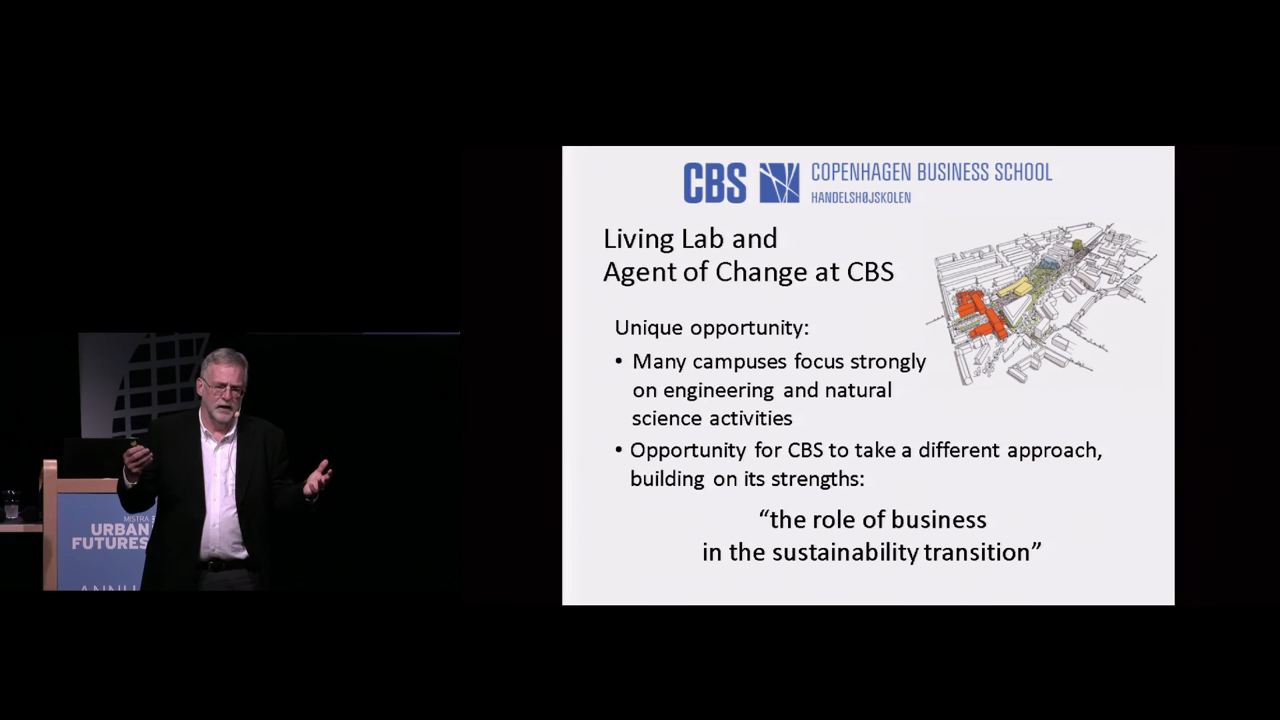 MISTRA
URBAN
FUTURES
CBS
COPENHAGEN BUSINESS SCHOOL
HANDELSHØJSKOLEN
Living Lab and
Agent of Change at CBS
Unique opportunity:
• Many campuses focus strongly
on engineering and natural
science activities
• Opportunity for CBS to take a different approach,
building on its strengths:
“the role of business
in the sustainability transition”